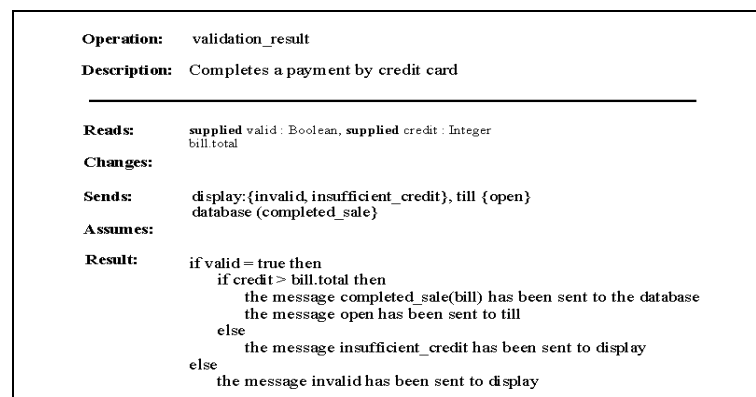 Operation: validation_result
Description: Completes a payment by credit card
Reads: supplied valid : Boolean, supplied credit : Integer
bill.total
Changes:
Sends: display:{invalid, insufficient_credit}, till {open}
database (completed_sale}
Assumes:
Result: if valid = true then
if credit > bill.total then
the message completed_sale(bill) has been sent to the database
the message open has been sent to till
else
the message insufficient_credit has been sent to display
else
the message invalid has been sent to display